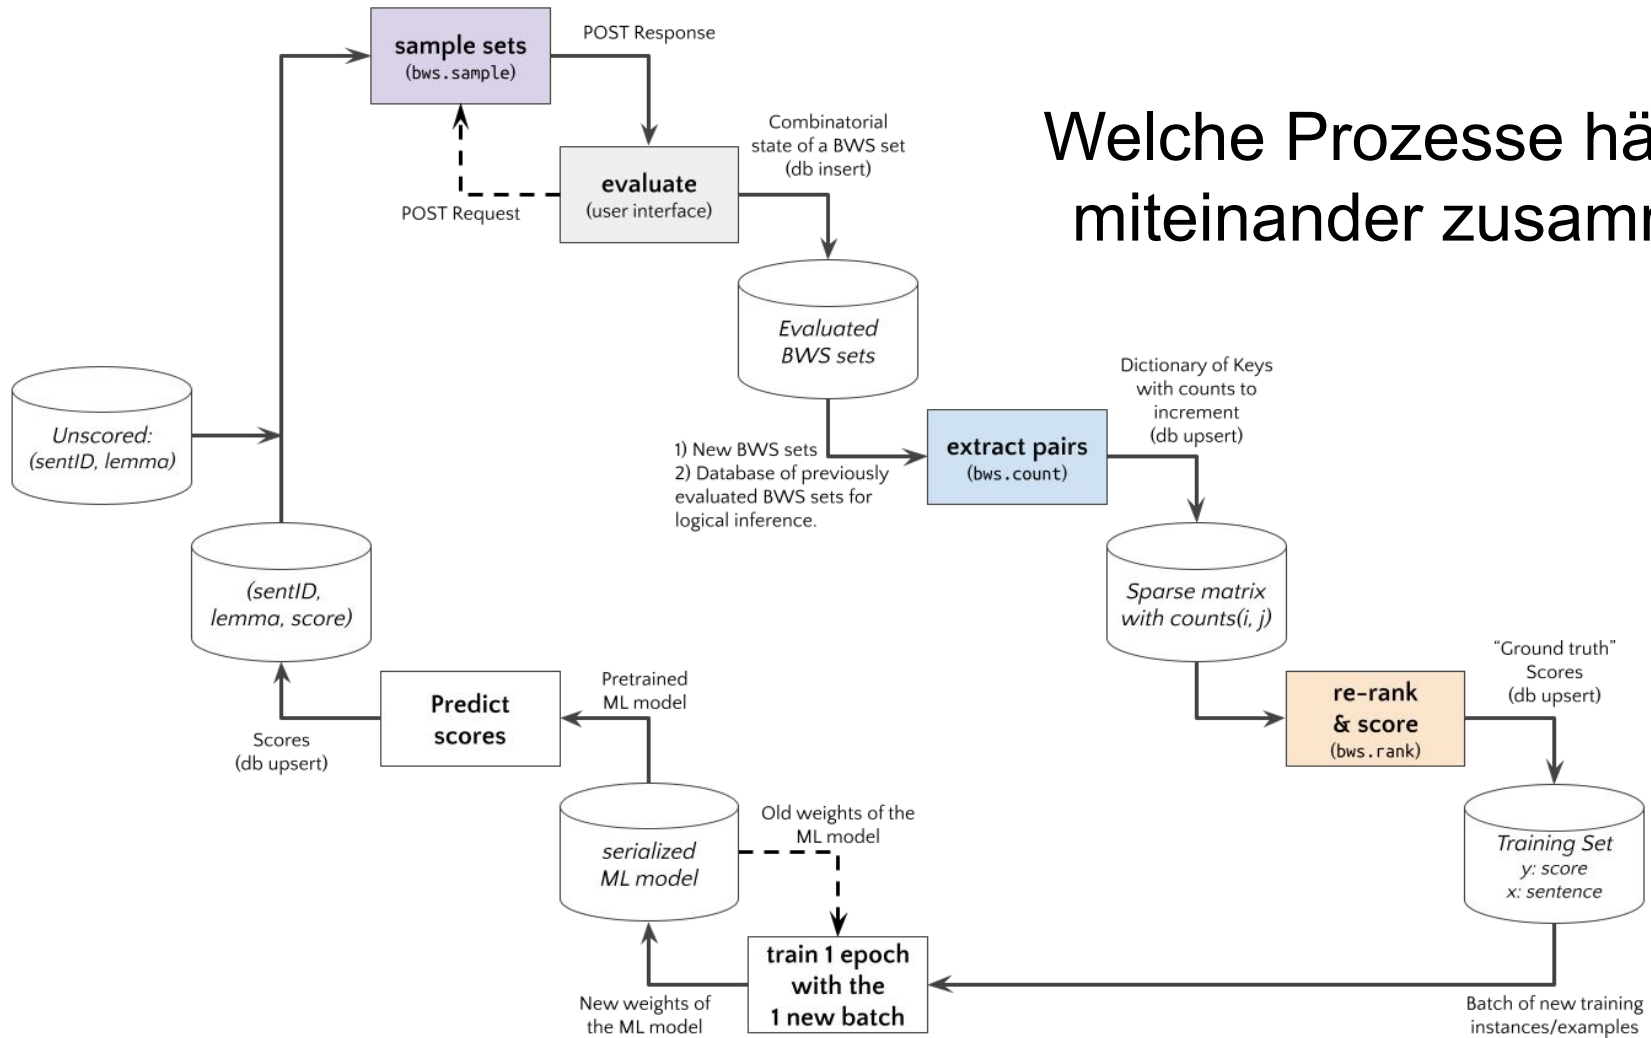 sample sets
(bws.sample)
POST Response
Welche Prozesse
miteinander
Combinatorial
state of a BWS set
(db insert)
evaluate
(user interface)
POST Request
Evaluated
BWS sets
Dictionary of Keys
with counts to
increment
(db upsert)
Unscored:
(sentID, lemma)
1) New BWS sets
2) Database of previously
evaluated BWS sets for
logical inference.
extract pairs
(bws.count)
(sentID,
lemma, score)
Sparse matrix
with counts(i, j)
"Ground truth"
Scores
(db upsert)
Pretrained
ML model
Predict
scores
re-rank
& score
(bws.rank)
Scores
(db upsert)
Old weights of the
ML model
serialized
ML model
Training Set
y: score
x: sentence
train 1 epoch
with the
1 new batch
New weights of
the ML model
Batch of new training
instances/examples